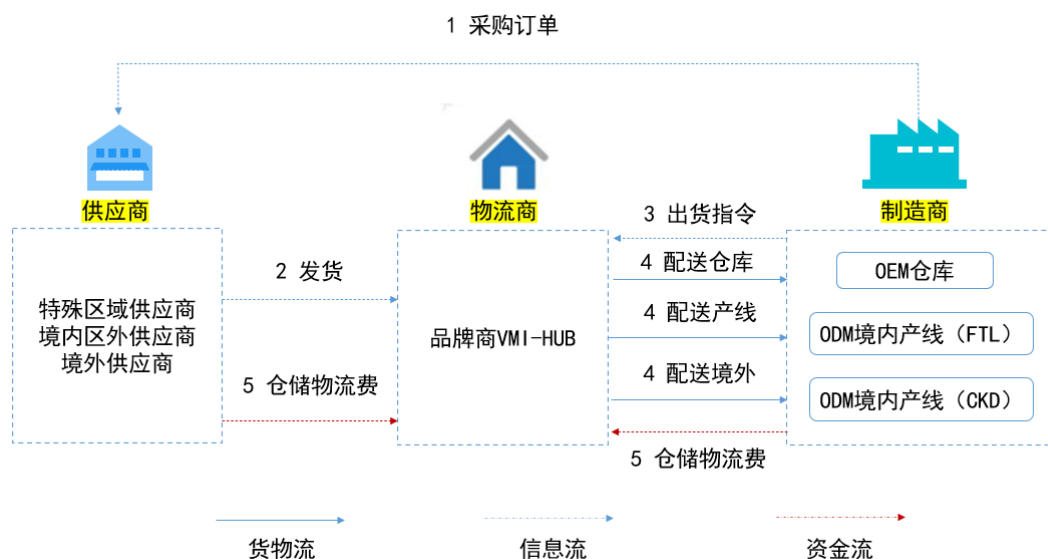 1 采购订单
供应商
物流商
制造商
特殊区域供应商
境内区外供应商
境外供应商
2 发货
5 仓储物流费
品牌商VMI-HUB
3 出货指令
4 配送仓库
4 配送产线
4 配送境外
5 仓储物流费
OEM仓库
ODM境内产线（FTL）
ODM境内产线（CKD）
货物流
信息流
资金流